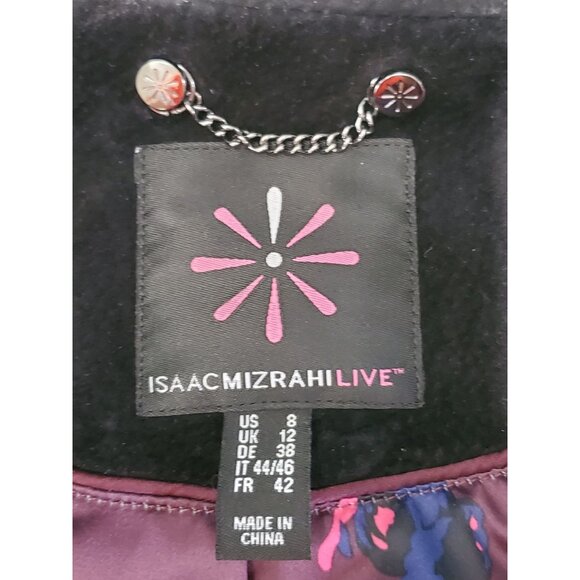 ISAACMIZRAHILIVE™
US 8
UK 12
DE 38
IT 44/46
FR 42
MADE IN
CHINA